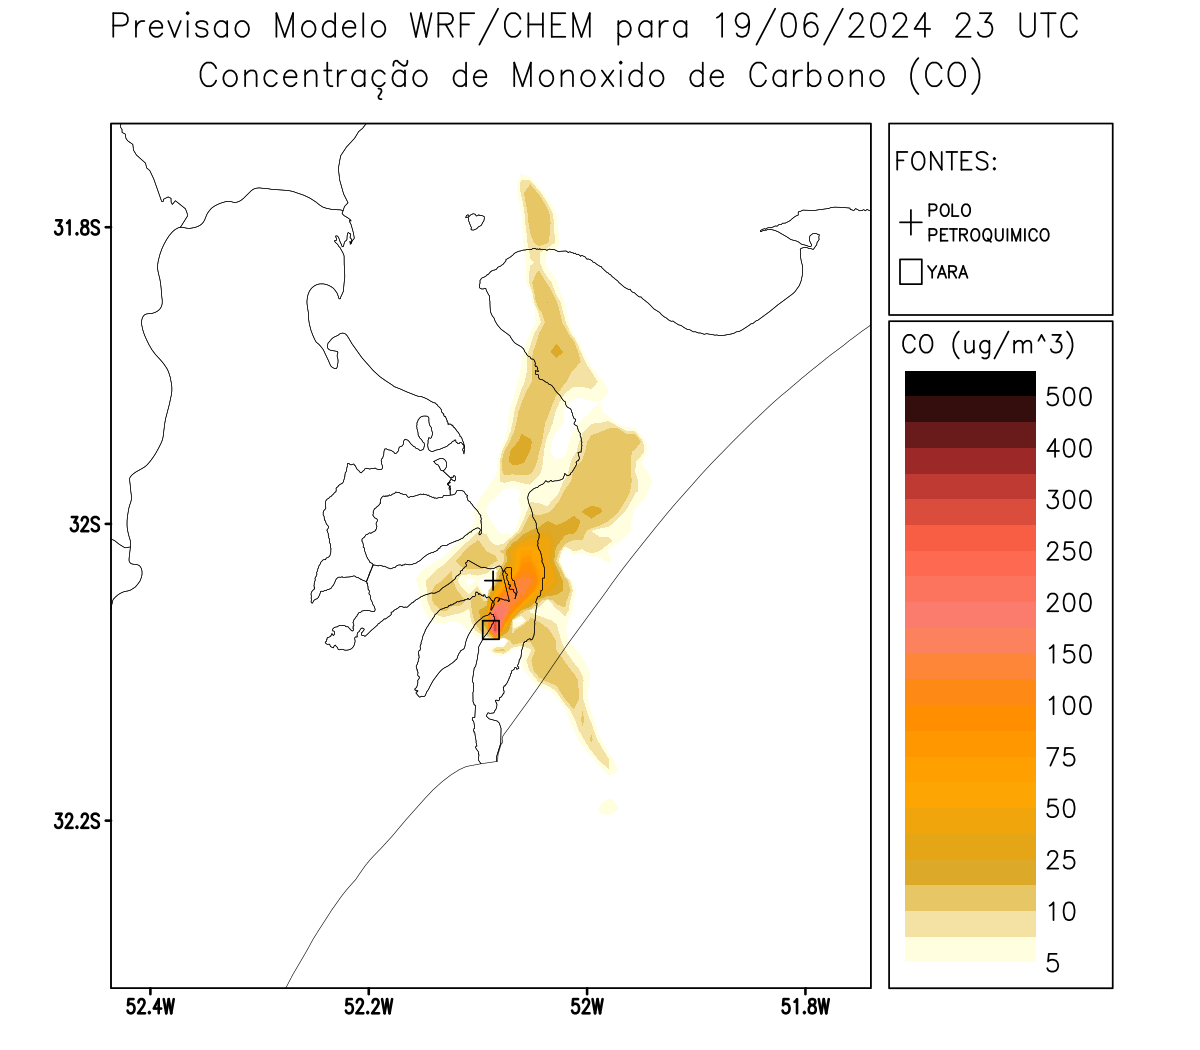 Previsao Modelo WRF/CHEM para 19/06/2024 23 UTC
Concentração de Monoxido de Carbono (CO)
FONTES:
POLO
PETROQUIMICO
YARA
CO (ug/m^3)
500
400
300
250
200
150
100
75
50
25
10
5
31.8S
32S
32.2S
52.4W
52.2W
52W
51.8W